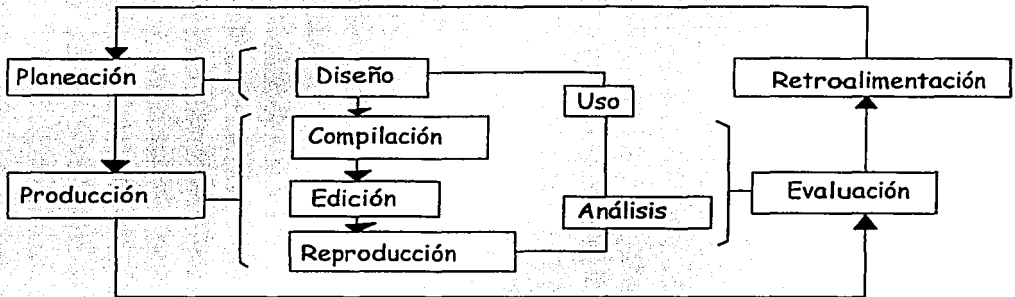 Planeación
Diseño
Retroalimentación
Uso
Compilación
Producción
Edición
Análisis
Evaluación
Reproducción